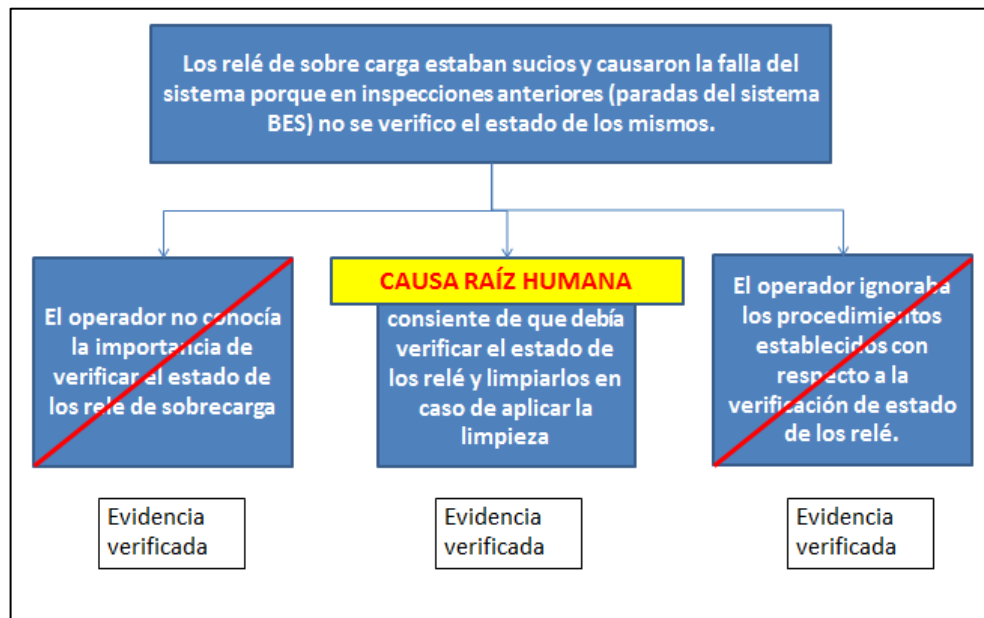 Los relé de sobre carga estaban sucios y causaron la falla del
sistema porque en inspecciones anteriores (paradas del sistema
BES) no se verifico el estado de los mismos.
El operador no conocía
la importancia de
verificar el estado de
los rele de sobrecarga
CAUSA RAÍZ HUMANA
consiente de que debía
verificar el estado de
los relé y limpiarlos en
caso de aplicar la
limpieza
El operador ignoraba
los procedimientos
establecidos con
respecto a la
verificación de estado
de los relé.
Evidencia
verificada
Evidencia
verificada
Evidencia
verificada